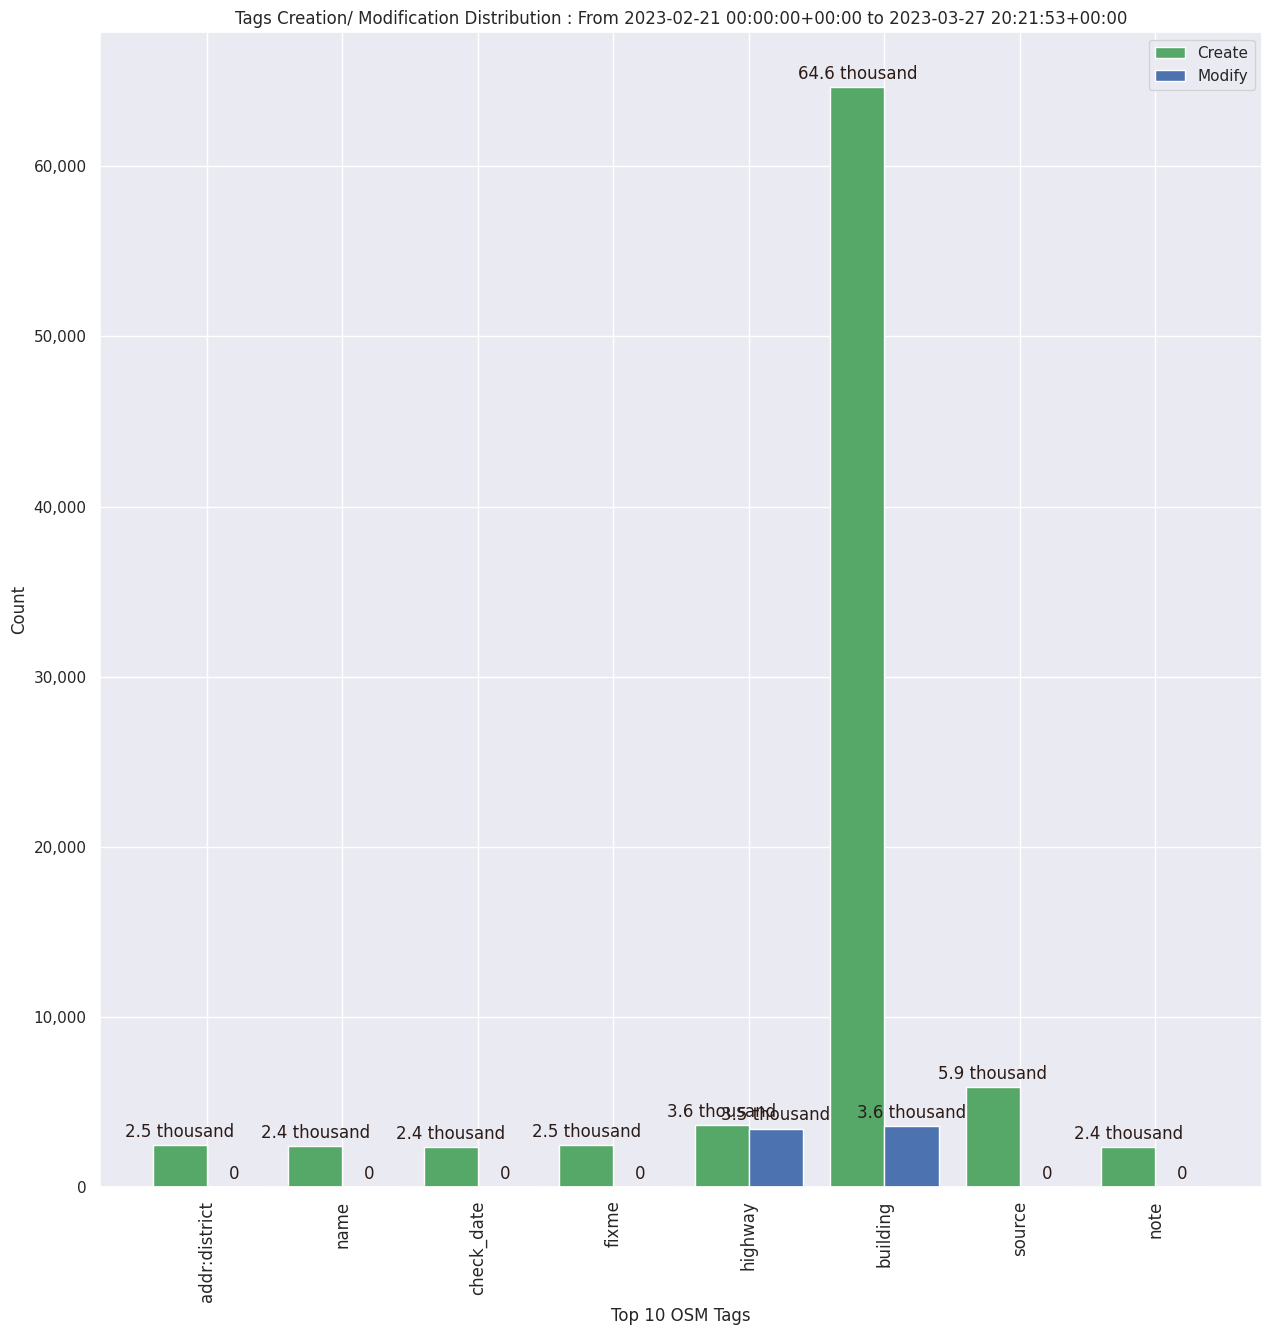 Tags Creation/ Modification Distribution : From 2023-02-21 00:00:00+00:00 to 2023-03-27 20:21:53+00:00
Create
Modify
64.6 thousand
60,000
50,000
40,000
30,000
20,000
10,000
0
Count
2.5 thousand
0
2.4 thousand
0
2.4 thousand
0
2.5 thousand
0
3.6 thousand
3.5 thousand
3.6 thousand
5.9 thousand
0
2.4 thousand
0
addr:district
name
check_date
fixme
highway
building
source
note
Top 10 OSM Tags